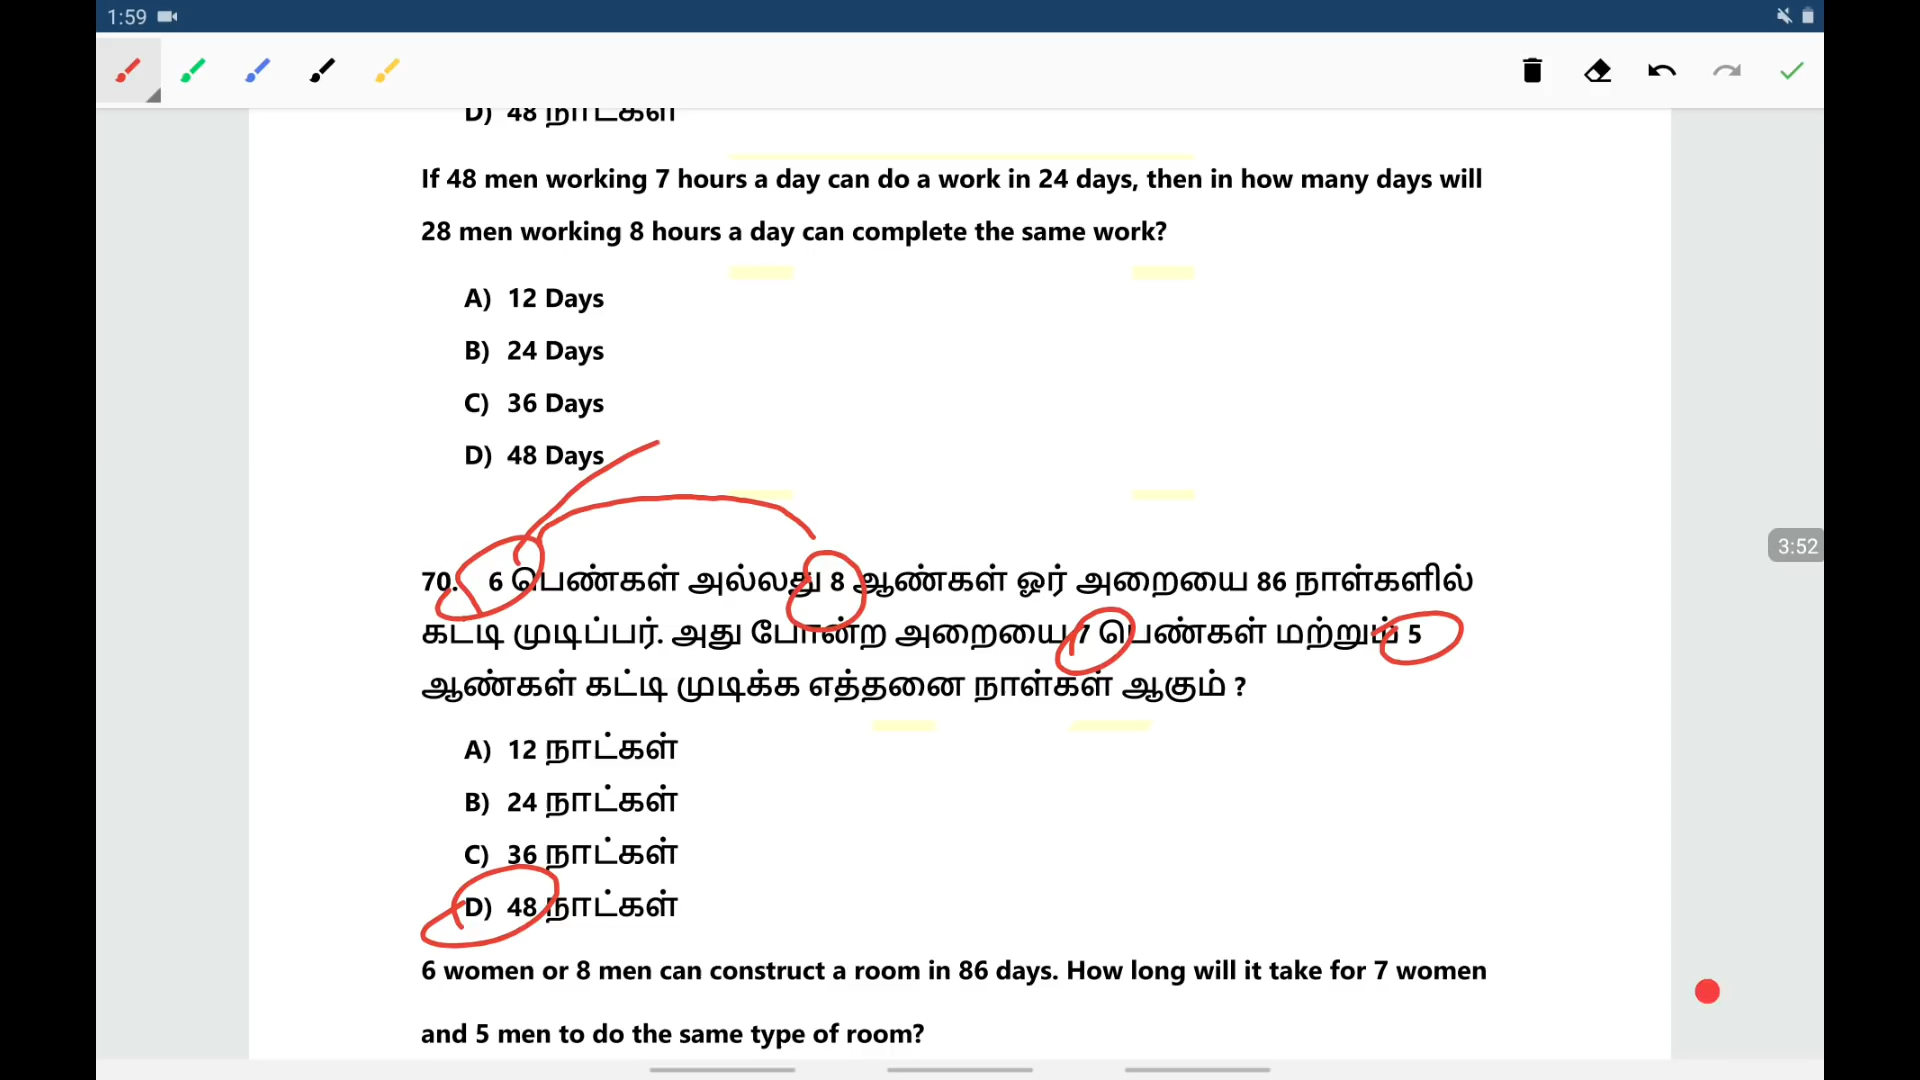 1:59
D) 48 நாட்கள்
If 48 men working 7 hours a day can do a work in 24 days, then in how many days will
28 men working 8 hours a day can complete the same work?
A) 12 Days
B) 24 Days
C) 36 Days
D) 48 Days
3:52
70. 6 பெண்கள் அல்லது 8 ஆண்கள் ஓர் அறையை 86 நாள்களில்
கட்டி முடிப்பர். அது போன்ற அறையை 7 பெண்கள் மற்றும் 5
ஆண்கள் கட்டி முடிக்க எத்தனை நாள்கள் ஆகும் ?
A) 12 நாட்கள்
B) 24 நாட்கள்
C) 36 நாட்கள்
D) 48 நாட்கள்
6 women or 8 men can construct a room in 86 days. How long will it take for 7 women
and 5 men to do the same type of room?